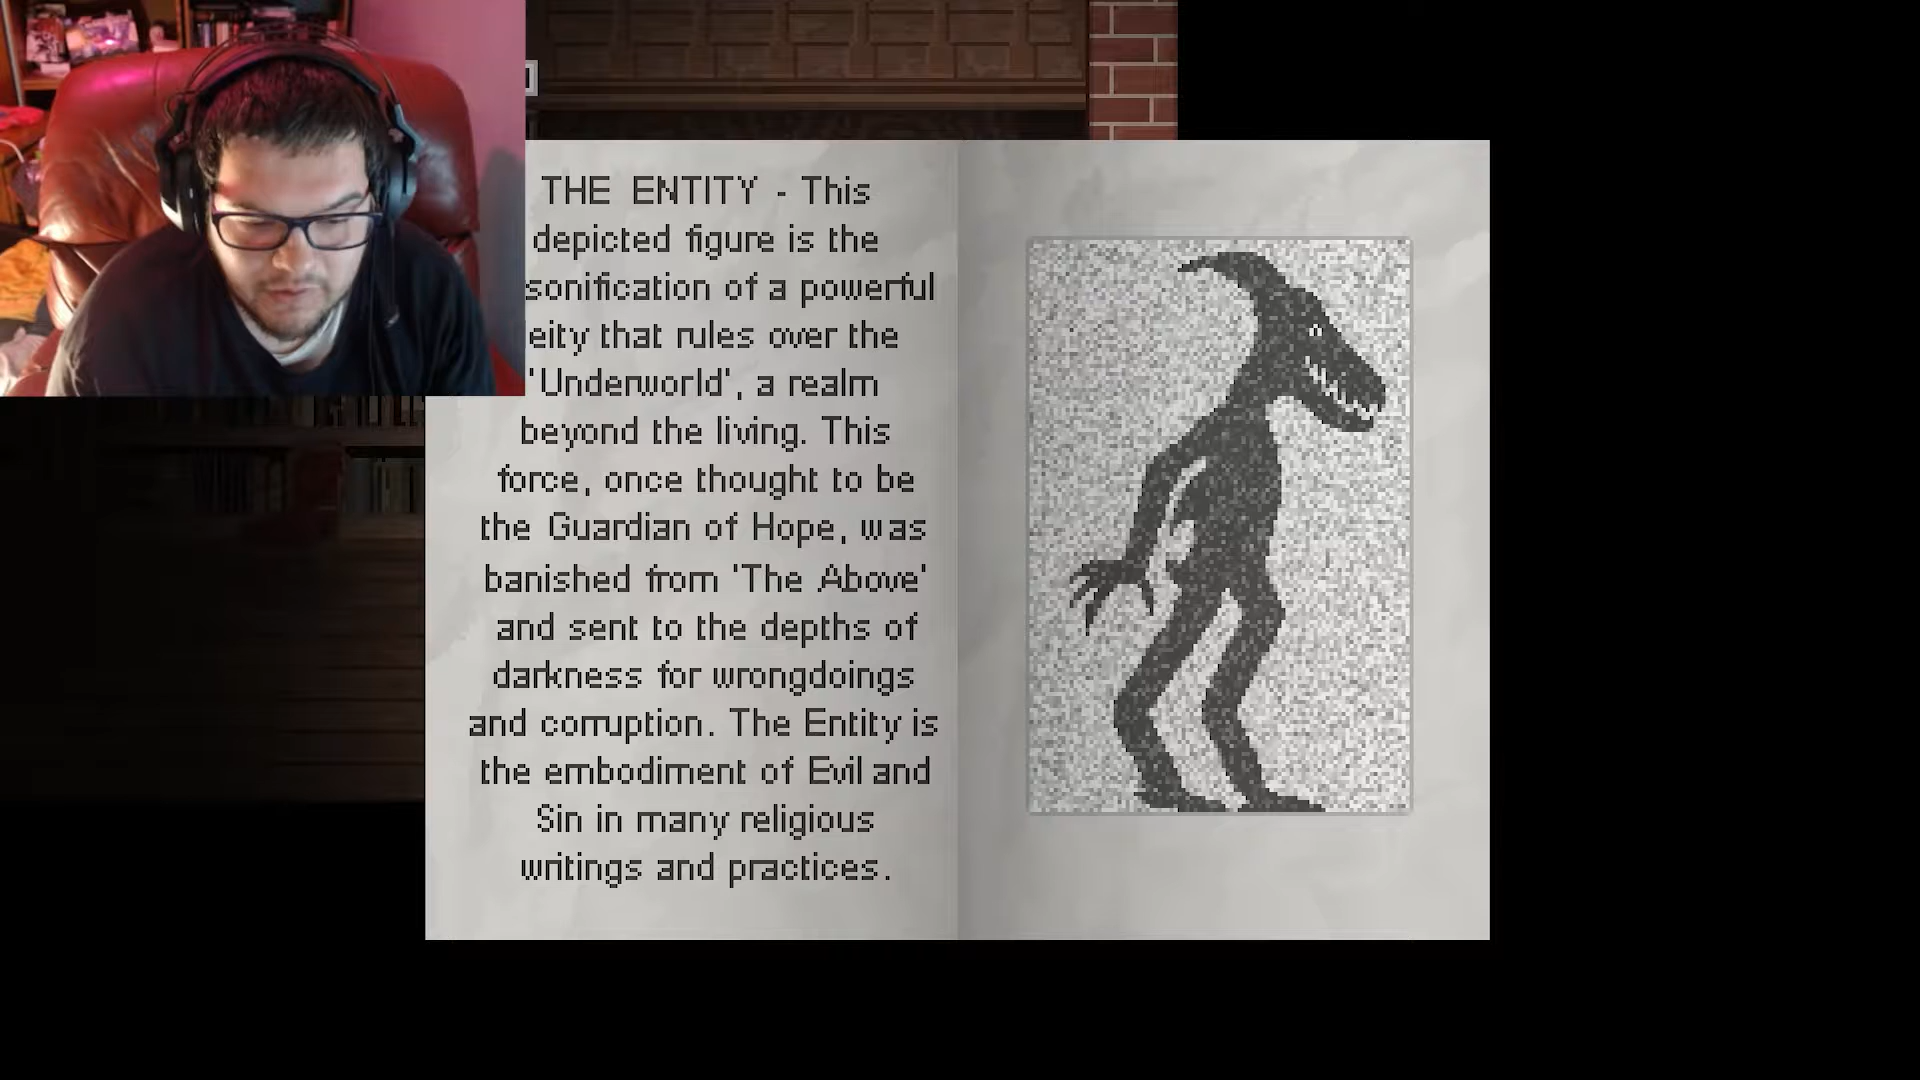 THE ENTITY - This
depicted figure is the
sonification of a powerful
eity that rules over the
'Underworld', a realm
beyond the living. This
force, once thought to be
the Guardian of Hope, was
banished from 'The Above'
and sent to the depths of
darkness for wrongdoings
and corruption. The Entity is
the embodiment of Evil and
Sin in many religious
writings and practices.